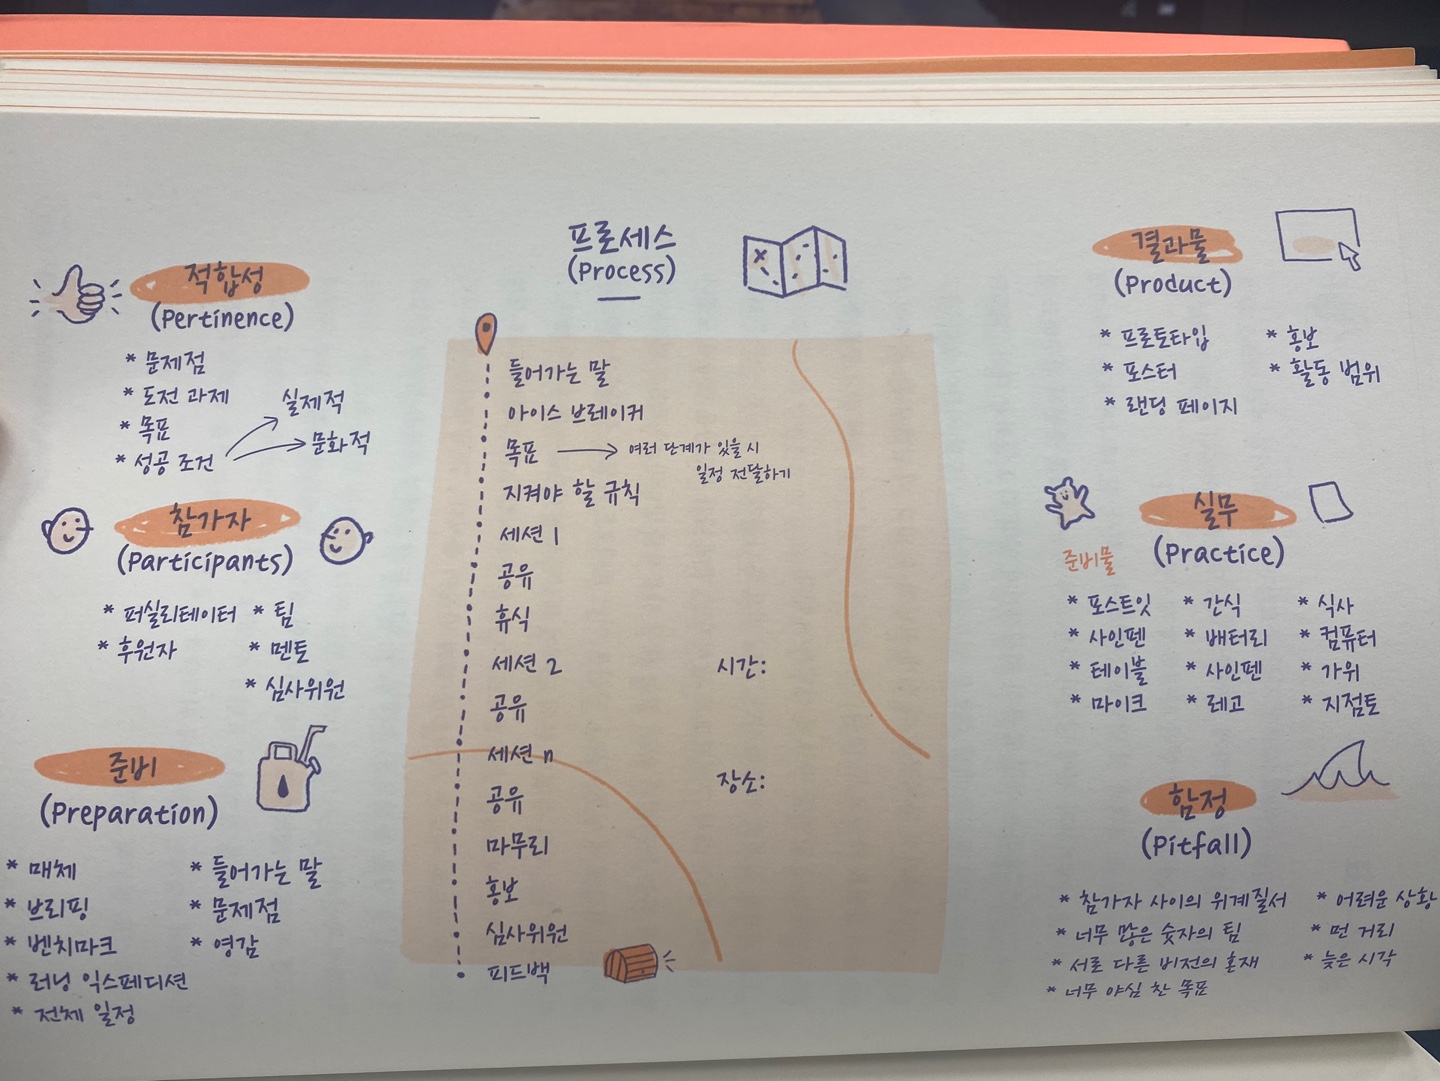 적합성
(Pertinence)
* 문제점
* 도전 과제
* 목표
* 성공 조건
실제적
문화적
참가자
(Participants)
* 퍼실리테이터
* 팀
* 후원자
* 멘토
* 심사위원
준비
(Preparation)
* 매체
* 들어가는 말
* 브리핑
* 문제점
* 벤치마크
* 영감
* 러닝 익스페디션
* 전체 일정
프로세스
(Process)
들어가는 말
아이스 브레이커
목표
여러 단계가 있을 시
일정 전달하기
지켜야 할 규칙
세션 1
공유
휴식
세션 2
공유
세션 n
공유
마무리
홍보
심사위원
피드백
시간:
장소:
결과물
(Product)
* 프로토타입
* 홍보
* 포스터
* 활동 범위
* 랜딩 페이지
실무
(Practice)
준비물
* 포스트잇
* 간식
* 식사
* 사인펜
* 배터리
* 컴퓨터
* 테이블
* 사인펜
* 가위
* 마이크
* 레고
* 지점토
함정
(Pitfall)
* 참가자 사이의 위계질서
* 어려운 상황
* 너무 많은 숫자의 팀
* 먼 거리
* 서로 다른 비전의 혼재
* 늦은 시각
* 너무 야심 찬 목표